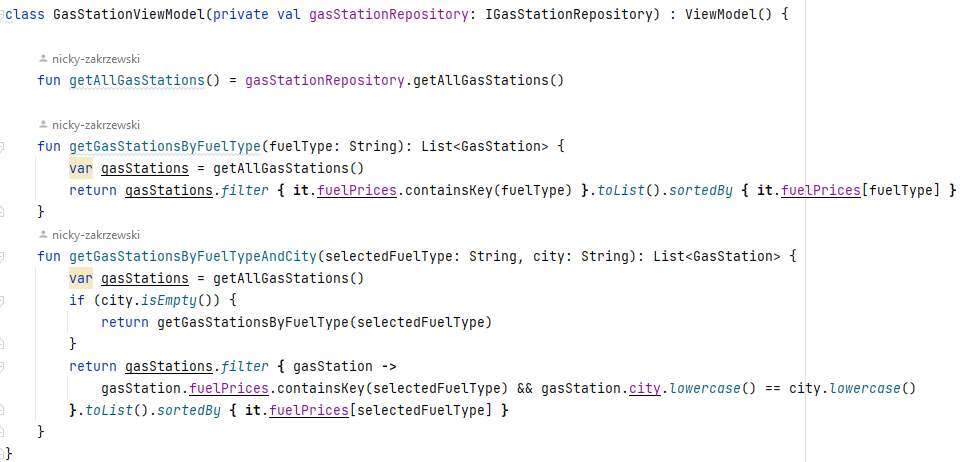 class GasStationViewModel(private val gasStationRepository: IGasStationRepository) : ViewModel() {
nicky-zakrzewski
fun getAllGasStations() = gasStationRepository.getAllGasStations()
nicky-zakrzewski
fun getGasStationsByFuelType(fuelType: String): List<GasStation> {
var gasStations = getAllGasStations()
return gasStations.filter { it.fuelPrices.containsKey(fuelType) }.toList().sortedBy { it.fuelPrices[fuelType] }
}
nicky-zakrzewski
fun getGasStationsByFuelTypeAndCity(selectedFuelType: String, city: String): List<GasStation> {
var gasStations = getAllGasStations()
if (city.isEmpty()) {
return getGasStationsByFuelType(selectedFuelType)
}
return gasStations.filter { gasStation ->
gasStation.fuelPrices.containsKey(selectedFuelType) && gasStation.city.lowercase() == city.lowercase()
}.toList().sortedBy { it.fuelPrices[selectedFuelType] }
}
}